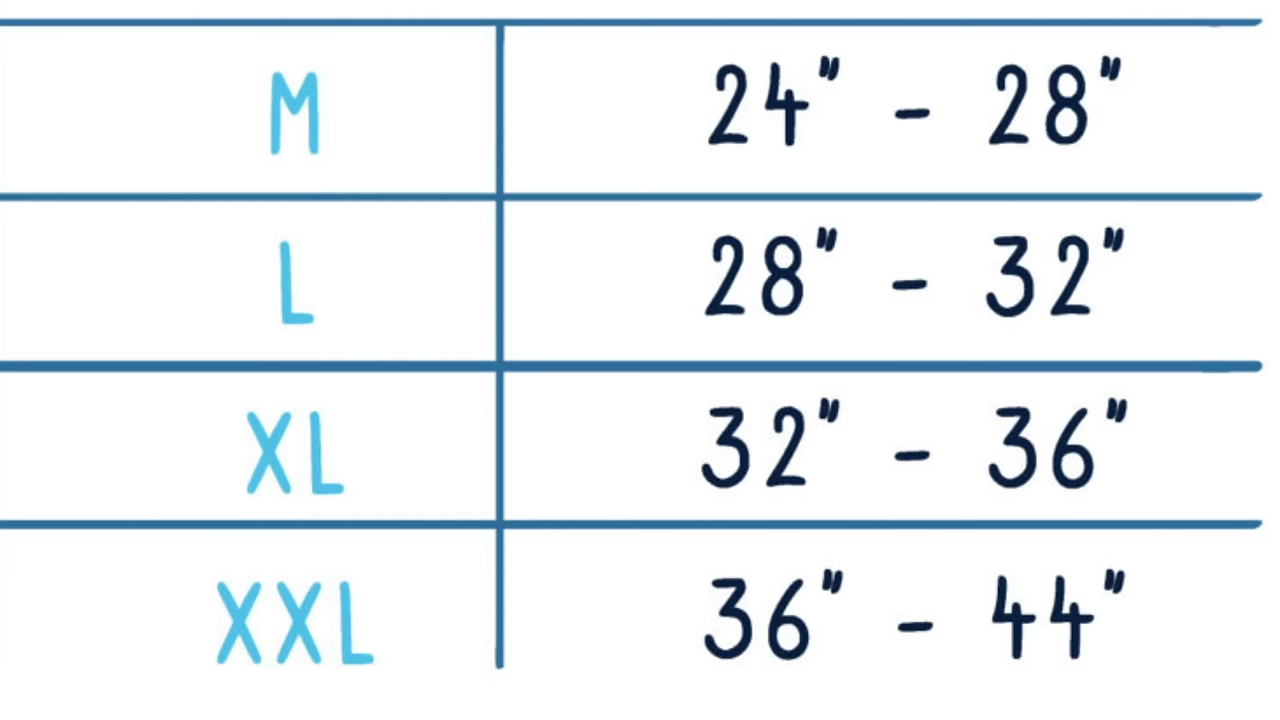 M 24" - 28"
L 28" - 32"
XL 32" - 36"
XXL 36" - 44"